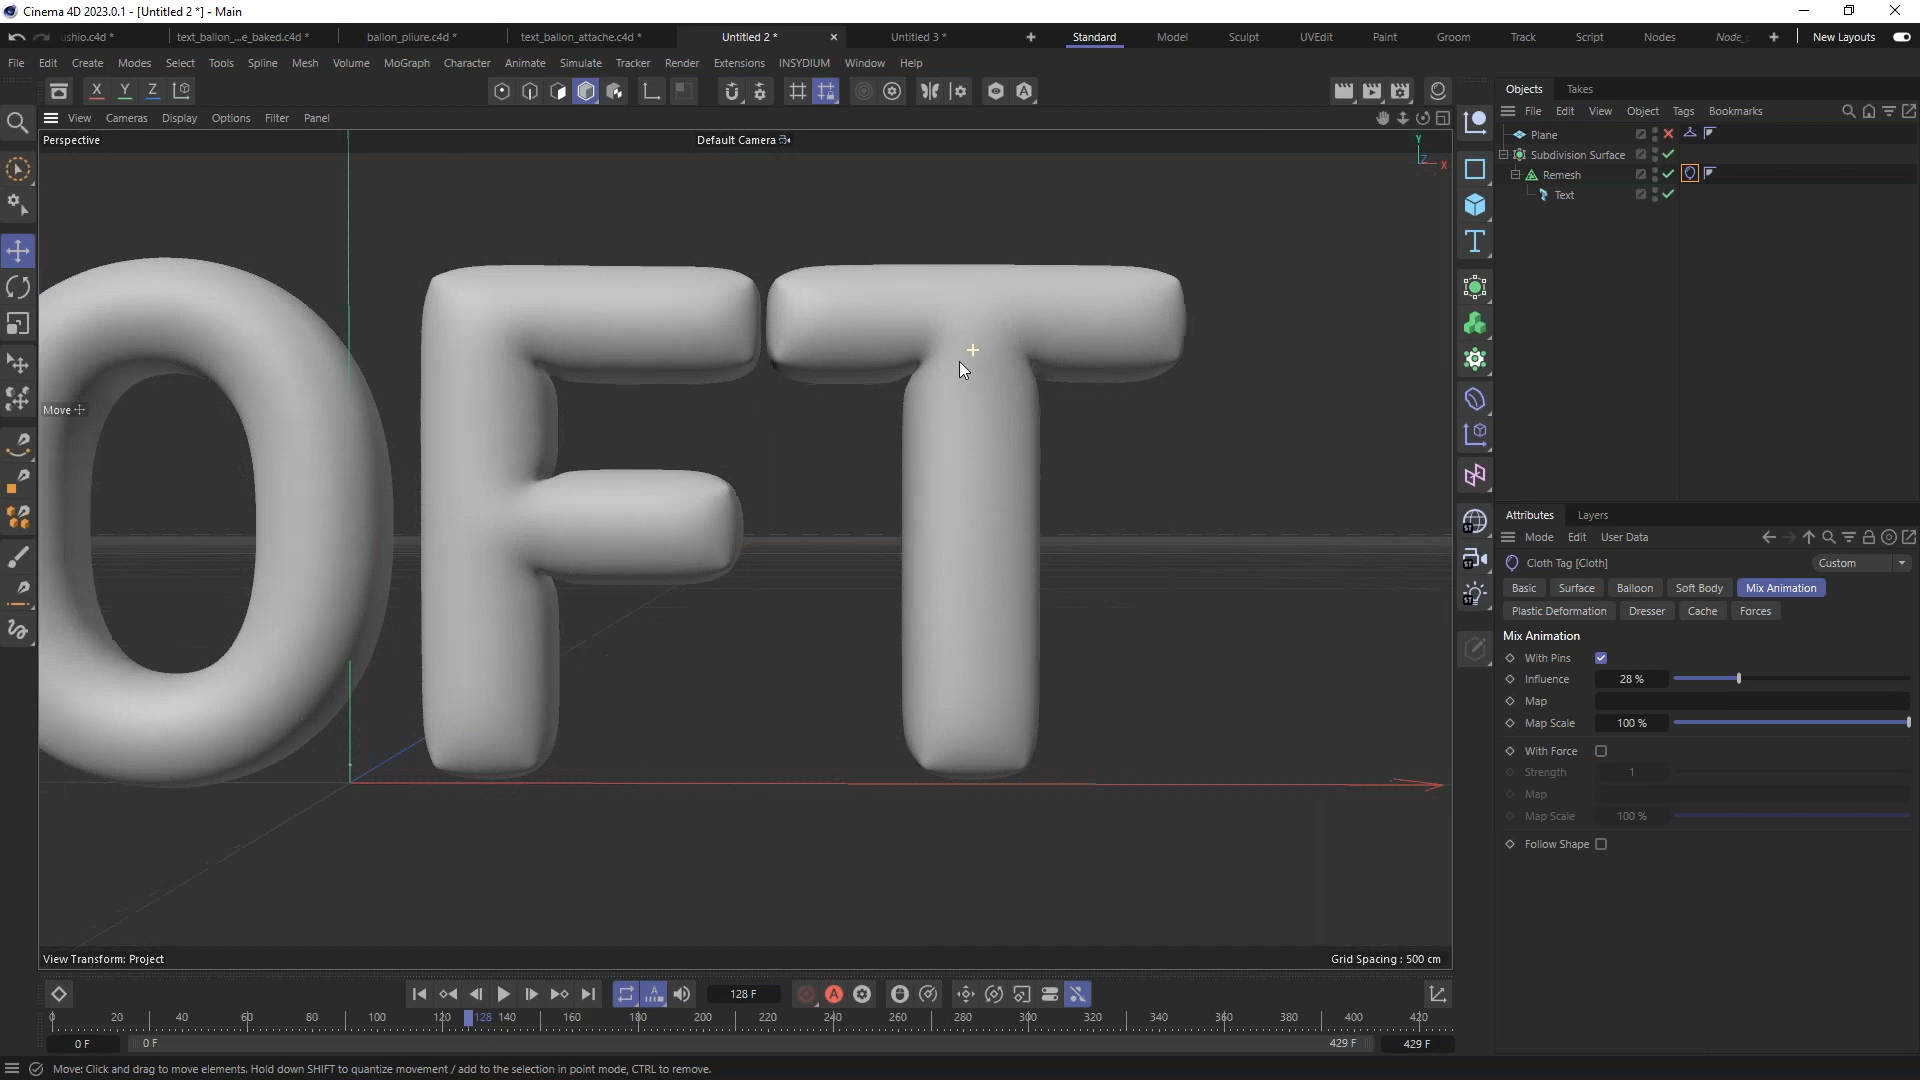 Cinema 4D 2023.0.1 - [Untitled 2 *] - Main
ushio.c4d *
text_ballon_...e_baked.c4d *
ballon_pliure.c4d *
text_ballon_attache.c4d *
Untitled 2 *
Untitled 3 *
Standard
Model
Sculpt
UVEdit
Paint
Groom
Track
Script
Nodes
Node_
New Layouts
File Edit Create Modes Select Tools Spline Mesh Volume MoGraph Character Animate Simulate Tracker Render Extensions INSYDIUM Window Help
X Y Z
View Cameras Display Options Filter Panel
Perspective
Default Camera
Y
Z
X
Move
OFT
View Transform: Project
Grid Spacing : 500 cm
Objects Takes
File Edit View Object Tags Bookmarks
Plane
Subdivision Surface
Remesh
Text
Attributes Layers
Mode Edit User Data
Cloth Tag [Cloth]
Custom
Basic Surface Balloon Soft Body Mix Animation
Plastic Deformation Dresser Cache Forces
Mix Animation
With Pins
Influence 28 %
Map
Map Scale 100 %
With Force
Strength 1
Map
Map Scale 100 %
Follow Shape
ST
ST
ST
128 F
0 20 40 60 80 100 120 128 140 160 180 200 220 240 260 280 300 320 340 360 380 400 420
0 F
0 F
429 F
429 F
Move: Click and drag to move elements. Hold down SHIFT to quantize movement / add to the selection in point mode, CTRL to remove.